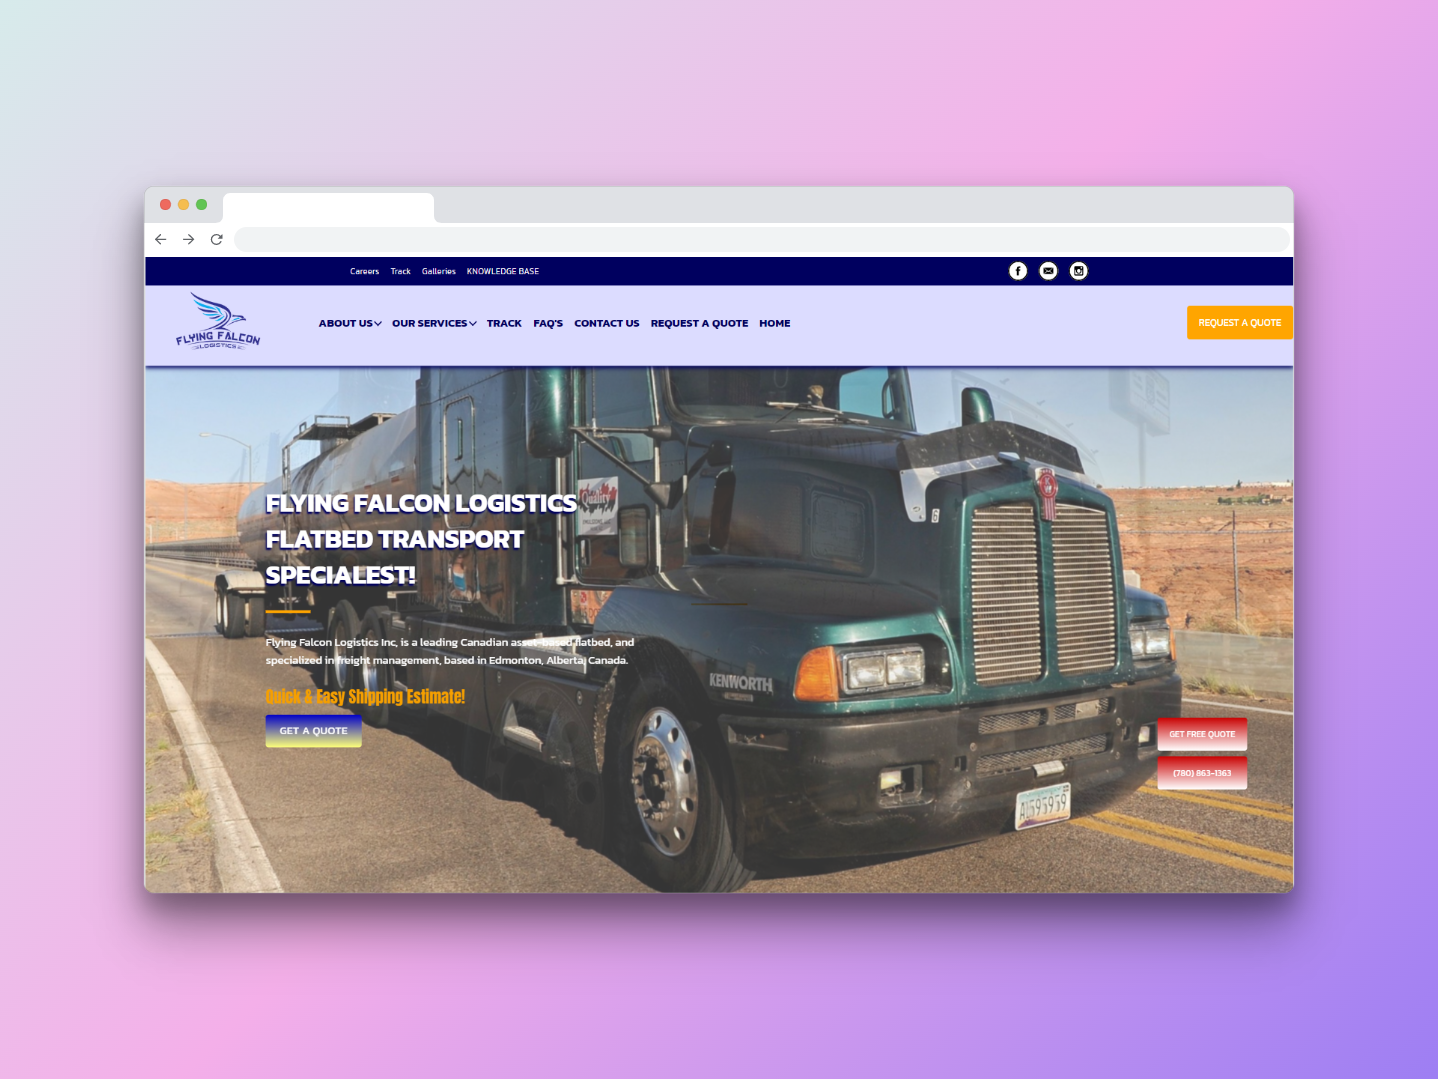 Careers Track Galleries KNOWLEDGE BASE
FLYING FALCON
LOGISTICS
ABOUT US OUR SERVICES TRACK FAQ'S CONTACT US REQUEST A QUOTE HOME
REQUEST A QUOTE
FLYING FALCON LOGISTICS
FLATBED TRANSPORT
SPECIALEST!
Flying Falcon Logistics Inc, is a leading Canadian asset-based flatbed, and
specialized in freight management, based in Edmonton, Alberta, Canada.
Quick & Easy Shipping Estimate!
GET A QUOTE
Quality
6
KENWORTH
GET FREE QUOTE
(780) 863-1363